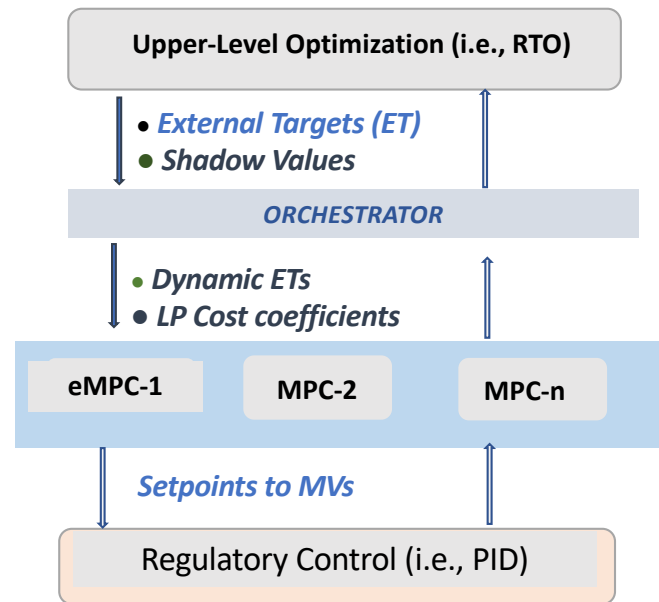 Upper-Level Optimization (i.e., RTO)
• External Targets (ET)
• Shadow Values
ORCHESTRATOR
• Dynamic ETs
• LP Cost coefficients
eMPC-1 MPC-2 MPC-n
Setpoints to MVs
Regulatory Control (i.e., PID)